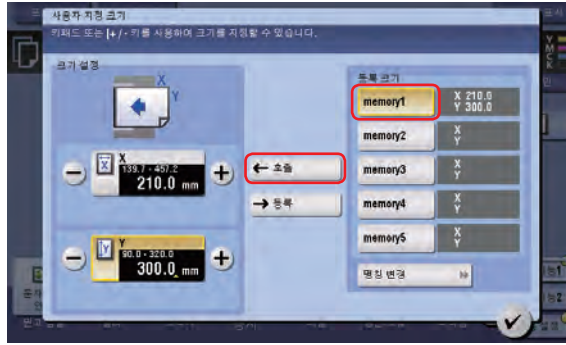 사용자 지정 크기
키패드 또는 [+/-키를 사용하여 크기를 지정할 수 있습니다.
크기 설정
X
Y
X
139.7 - 457.2
210.0 mm
Y
90.0 - 320.0
300.0 mm
← 호출
→ 등록
등록 크기
memory1
X 210.0
Y 300.0
memory2
X
Y
memory3
X
Y
memory4
X
Y
memory5
X
Y
명칭 변경
Y
M
C
K